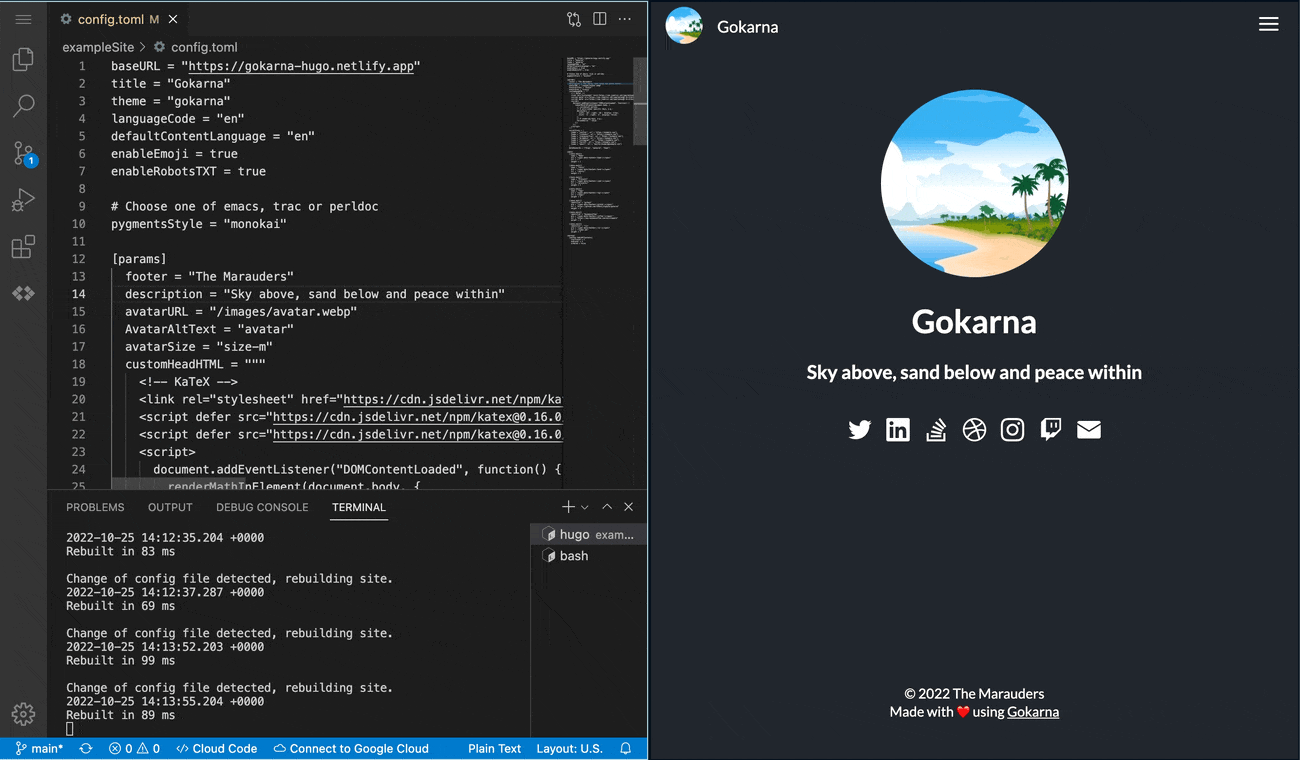 config.toml M
exampleSite > config.toml
1 baseURL = "https://gokarna-hugo.netlify.app"
2 title = "Gokarna"
3 theme = "gokarna"
4 languageCode = "en"
5 defaultContentLanguage = "en"
6 enableEmoji = true
7 enableRobotsTXT = true
8
9 # Choose one of emacs, trac or perldoc
10 pygmentsStyle = "monokai"
11
12 [params]
13 footer = "The Marauders"
14 description = "Sky above, sand below and peace within"
15 avatarURL = "/images/avatar.webp"
16 AvatarAltText = "avatar"
17 avatarSize = "size-m"
18 customHeadHTML = """
19 <!-- KaTeX -->
20 <link rel="stylesheet" href="https://cdn.jsdelivr.net/npm/ka
21 <script defer src="https://cdn.jsdelivr.net/npm/katex@0.16.0
22 <script defer src="https://cdn.jsdelivr.net/npm/katex@0.16.0
23 <script>
24 document.addEventListener("DOMContentLoaded", function() {
25 renderMathInElement(document.body, {
PROBLEMS OUTPUT DEBUG CONSOLE TERMINAL
2022-10-25 14:12:35.204 +0000
Rebuilt in 83 ms
Change of config file detected, rebuilding site.
2022-10-25 14:12:37.287 +0000
Rebuilt in 69 ms
Change of config file detected, rebuilding site.
2022-10-25 14:13:52.203 +0000
Rebuilt in 99 ms
Change of config file detected, rebuilding site.
2022-10-25 14:13:55.204 +0000
Rebuilt in 89 ms
hugo exam...
bash
1
main* 0 0 Cloud Code Connect to Google Cloud Plain Text Layout: U.S.
Gokarna
Gokarna
Sky above, sand below and peace within
in
© 2022 The Marauders
Made with ❤️ using Gokarna